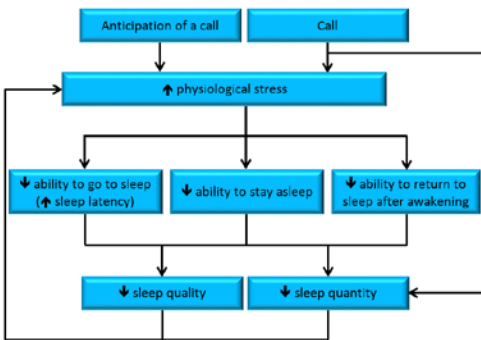 Anticipation of a call
Call
↑ physiological stress
↓ ability to go to sleep
(↑ sleep latency)
↓ ability to stay asleep
↓ ability to return to
sleep after awakening
↓ sleep quality
↓ sleep quantity